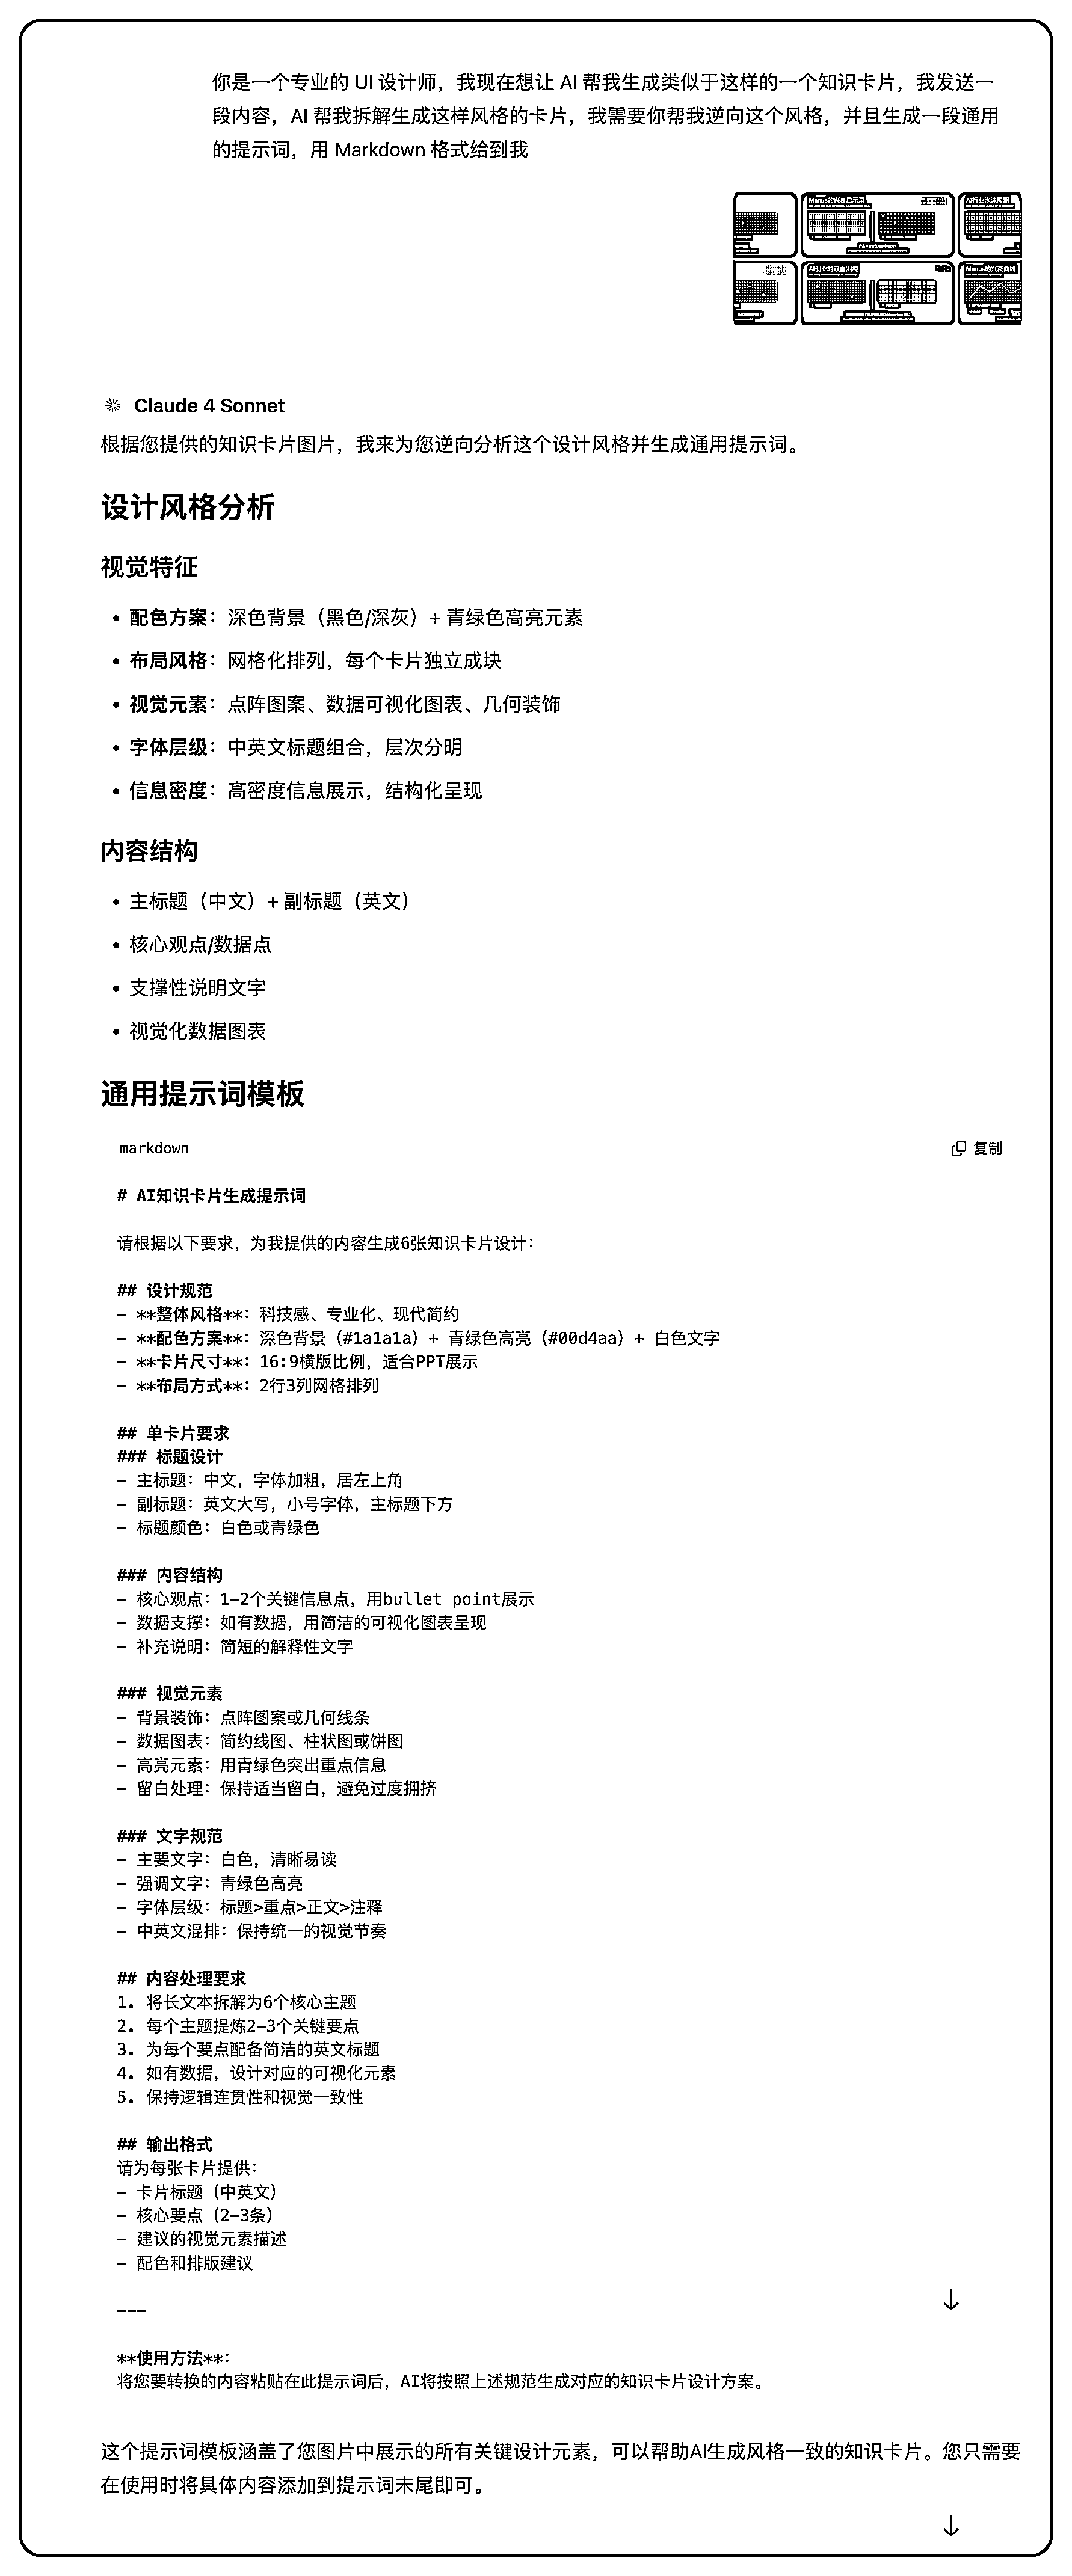 你是一个专业的 UI 设计师，我现在想让 AI 帮我生成类似于这样的一个知识卡片，我发送一
段内容，AI 帮我拆解生成这样风格的卡片，我需要你帮我逆向这个风格，并且生成一段通用
的提示词，用 Markdown 格式给到我
Manus的兴衰启示录
AI行业泡沫周期
AI创业的双重困境
Manus的兴衰曲线
Claude 4 Sonnet
根据您提供的知识卡片图片，我来为您逆向分析这个设计风格并生成通用提示词。
设计风格分析
视觉特征
• 配色方案：深色背景（黑色/深灰）+ 青绿色高亮元素
• 布局风格：网格化排列，每个卡片独立成块
• 视觉元素：点阵图案、数据可视化图表、几何装饰
• 字体层级：中英文标题组合，层次分明
• 信息密度：高密度信息展示，结构化呈现
内容结构
• 主标题（中文）+ 副标题（英文）
• 核心观点/数据点
• 支撑性说明文字
• 视觉化数据图表
通用提示词模板
markdown
复制
# AI知识卡片生成提示词
请根据以下要求，为我提供的内容生成6张知识卡片设计：
## 设计规范
- **整体风格**：科技感、专业化、现代简约
- **配色方案**：深色背景（#1a1a1a）+ 青绿色高亮（#00d4aa）+ 白色文字
- **卡片尺寸**：16:9横版比例，适合PPT展示
- **布局方式**：2行3列网格排列
## 单卡片要求
### 标题设计
- 主标题：中文，字体加粗，居左上角
- 副标题：英文大写，小号字体，主标题下方
- 标题颜色：白色或青绿色
### 内容结构
- 核心观点：1-2个关键信息点，用bullet point展示
- 数据支撑：如有数据，用简洁的可视化图表呈现
- 补充说明：简短的解释性文字
### 视觉元素
- 背景装饰：点阵图案或几何线条
- 数据图表：简约线图、柱状图或饼图
- 高亮元素：用青绿色突出重点信息
- 留白处理：保持适当留白，避免过度拥挤
### 文字规范
- 主要文字：白色，清晰易读
- 强调文字：青绿色高亮
- 字体层级：标题>重点>正文>注释
- 中英文混排：保持统一的视觉节奏
## 内容处理要求
1. 将长文本拆解为6个核心主题
2. 每个主题提炼2-3个关键要点
3. 为每个要点配备简洁的英文标题
4. 如有数据，设计对应的可视化元素
5. 保持逻辑连贯性和视觉一致性
## 输出格式
请为每张卡片提供：
- 卡片标题（中英文）
- 核心要点（2-3条）
- 建议的视觉元素描述
- 配色和排版建议
---
**使用方法**：
将您要转换的内容粘贴在此提示词后，AI将按照上述规范生成对应的知识卡片设计方案。
这个提示词模板涵盖了您图片中展示的所有关键设计元素，可以帮助AI生成风格一致的知识卡片。您只需要
在使用时将具体内容添加到提示词末尾即可。